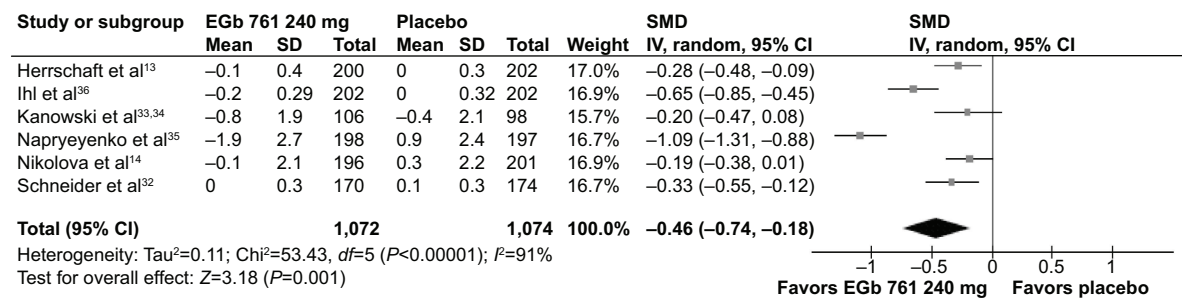 Study or subgroup EGb 761 240 mg Placebo SMD SMD
Mean SD Total Mean SD Total Weight IV, random, 95% CI IV, random, 95% CI
Herrschaft et al¹³ –0.1 0.4 200 0 0.3 202 17.0% –0.28 (–0.48, –0.09)
Ihl et al³⁶ –0.2 0.29 202 0 0.32 202 16.9% –0.65 (–0.85, –0.45)
Kanowski et al³³,³⁴ –0.8 1.9 106 –0.4 2.1 98 15.7% –0.20 (–0.47, 0.08)
Napryeyenko et al³⁵ –1.9 2.7 198 0.9 2.4 197 16.7% –1.09 (–1.31, –0.88)
Nikolova et al¹⁴ –0.1 2.1 196 0.3 2.2 201 16.9% –0.19 (–0.38, 0.01)
Schneider et al³² 0 0.3 170 0.1 0.3 174 16.7% –0.33 (–0.55, –0.12)
Total (95% CI) 1,072 1,074 100.0% –0.46 (–0.74, –0.18)
Heterogeneity: Tau²=0.11; Chi²=53.43, df=5 (P<0.00001); I²=91%
Test for overall effect: Z=3.18 (P=0.001)
–1 –0.5 0 0.5 1
Favors EGb 761 240 mg Favors placebo